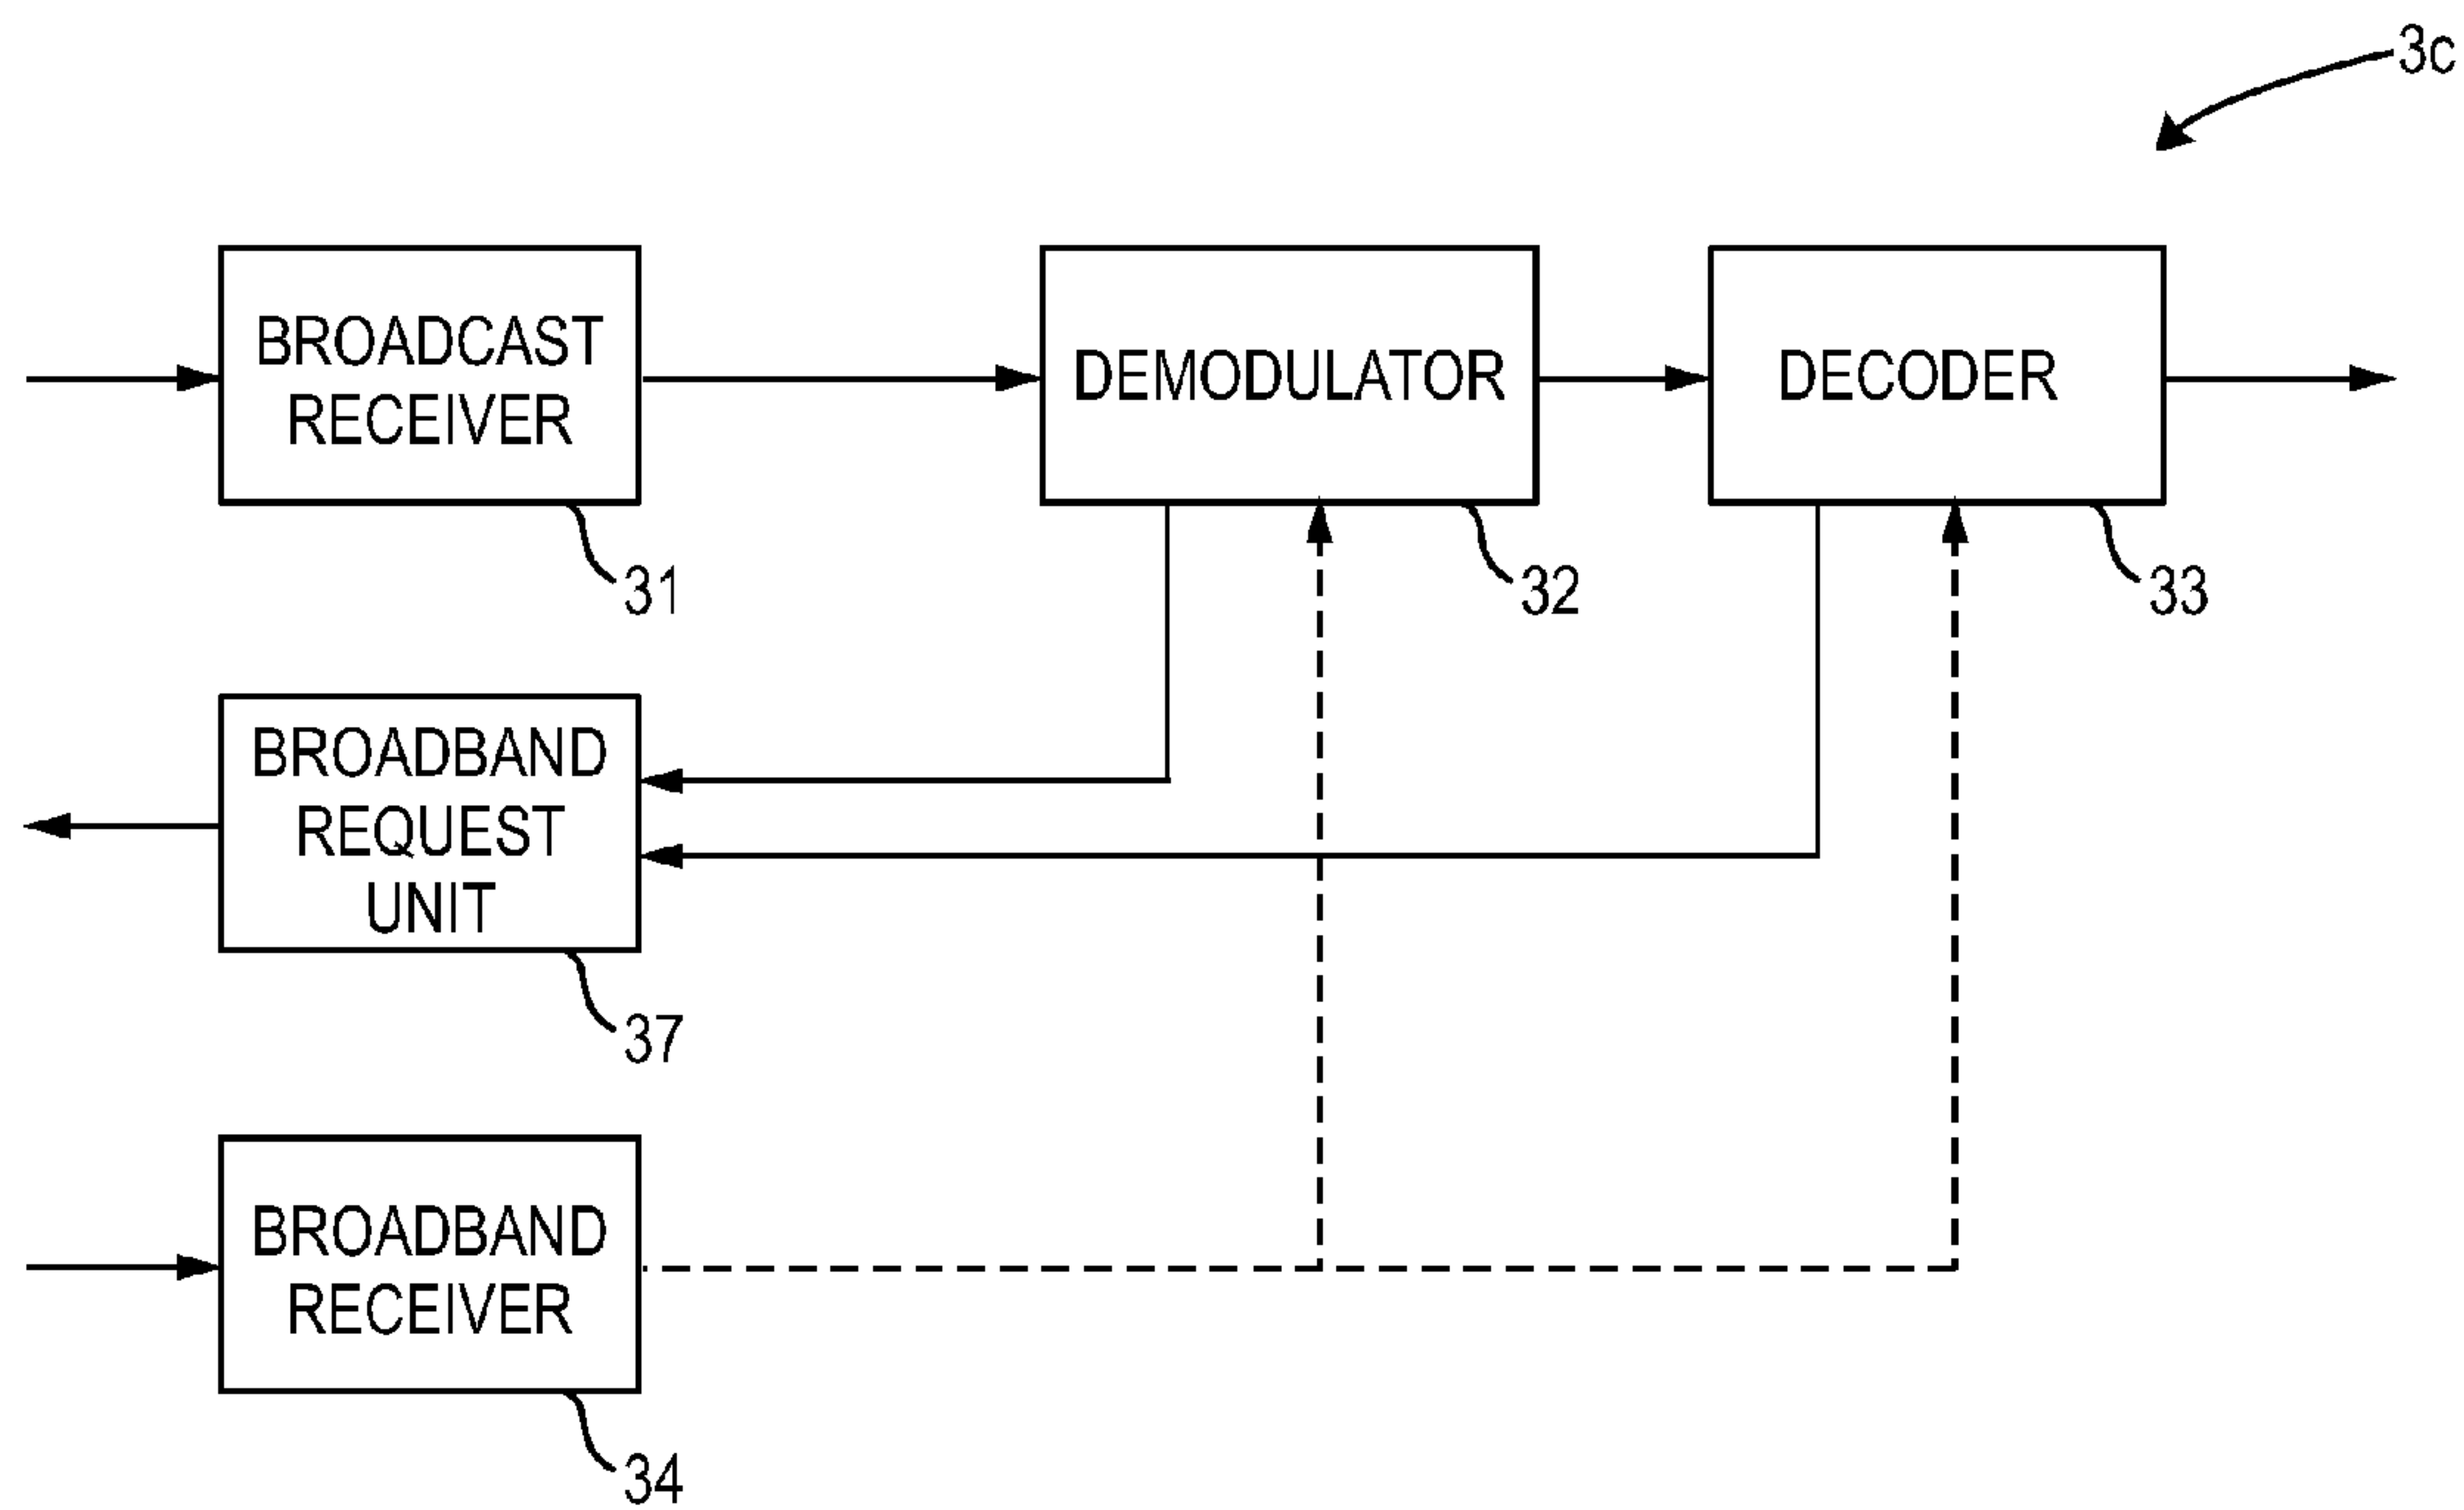 3c
BROADCAST
RECEIVER
DEMODULATOR
DECODER
31
32
33
BROADBAND
REQUEST
UNIT
37
BROADBAND
RECEIVER
34